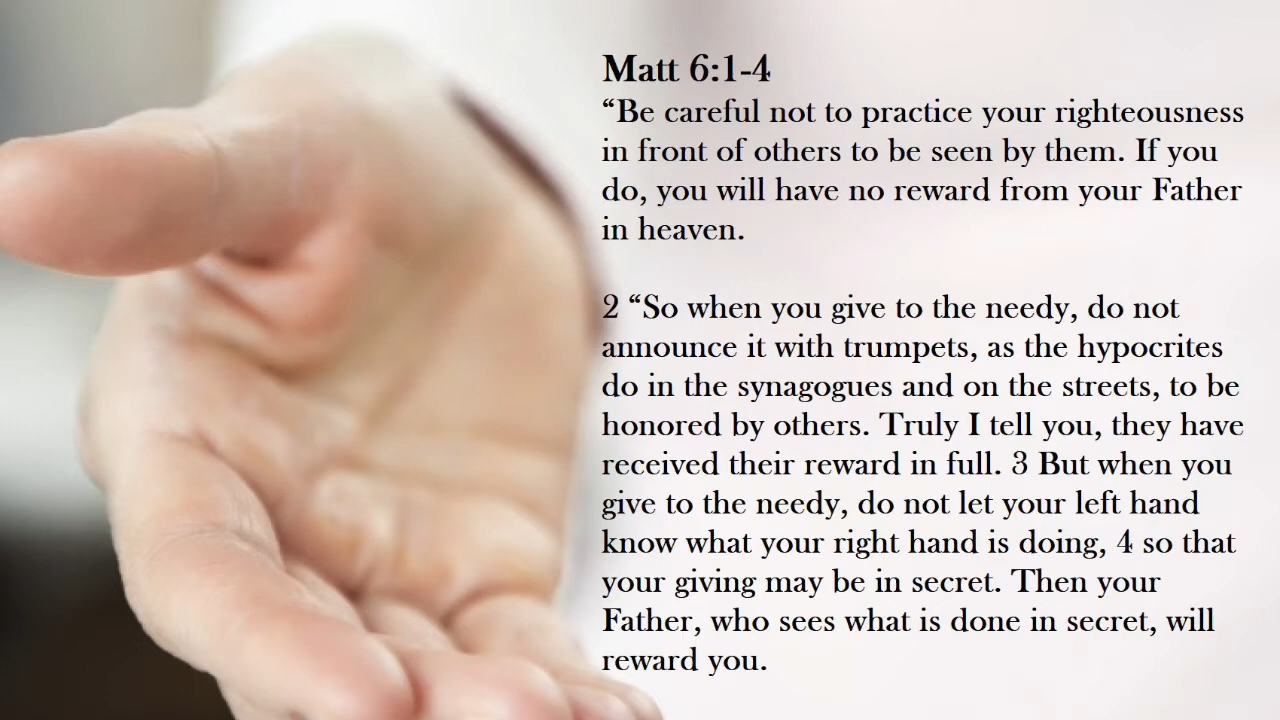 Matt 6:1-4
“Be careful not to practice your righteousness
in front of others to be seen by them. If you
do, you will have no reward from your Father
in heaven.
2 “So when you give to the needy, do not
announce it with trumpets, as the hypocrites
do in the synagogues and on the streets, to be
honored by others. Truly I tell you, they have
received their reward in full. 3 But when you
give to the needy, do not let your left hand
know what your right hand is doing, 4 so that
your giving may be in secret. Then your
Father, who sees what is done in secret, will
reward you.